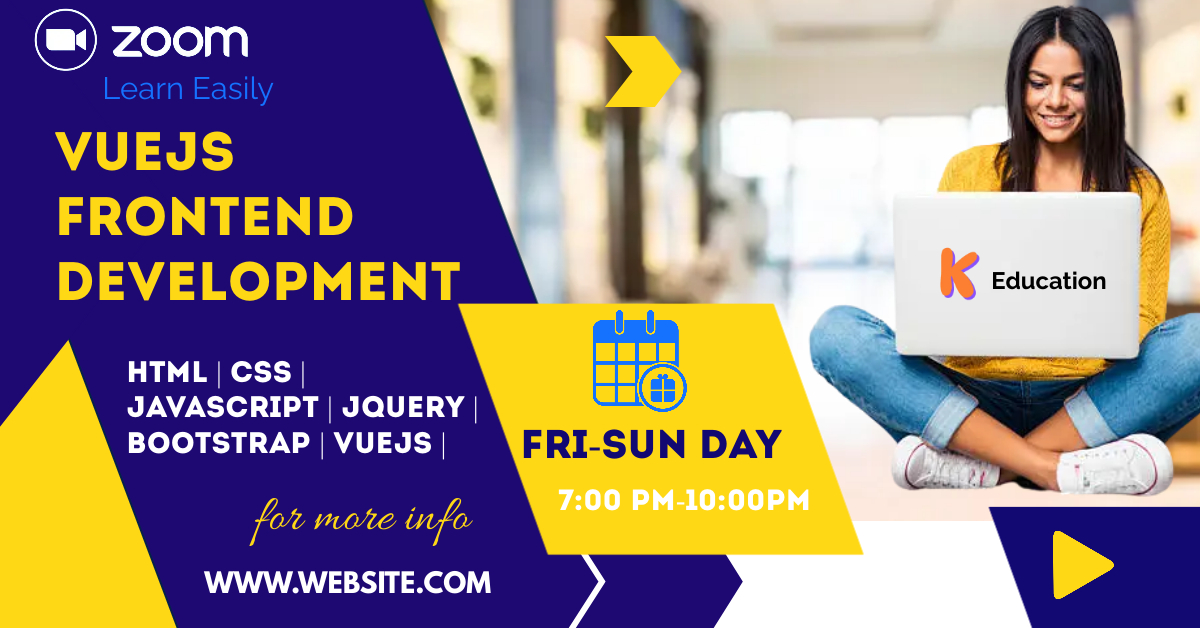 zoom
Learn Easily
VUEJS
FRONTEND
DEVELOPMENT
HTML | CSS |
JAVASCRIPT | JQUERY |
BOOTSTRAP | VUEJS |
for more info
WWW.WEBSITE.COM
FRI-SUN DAY
7:00 PM-10:00PM
K Education